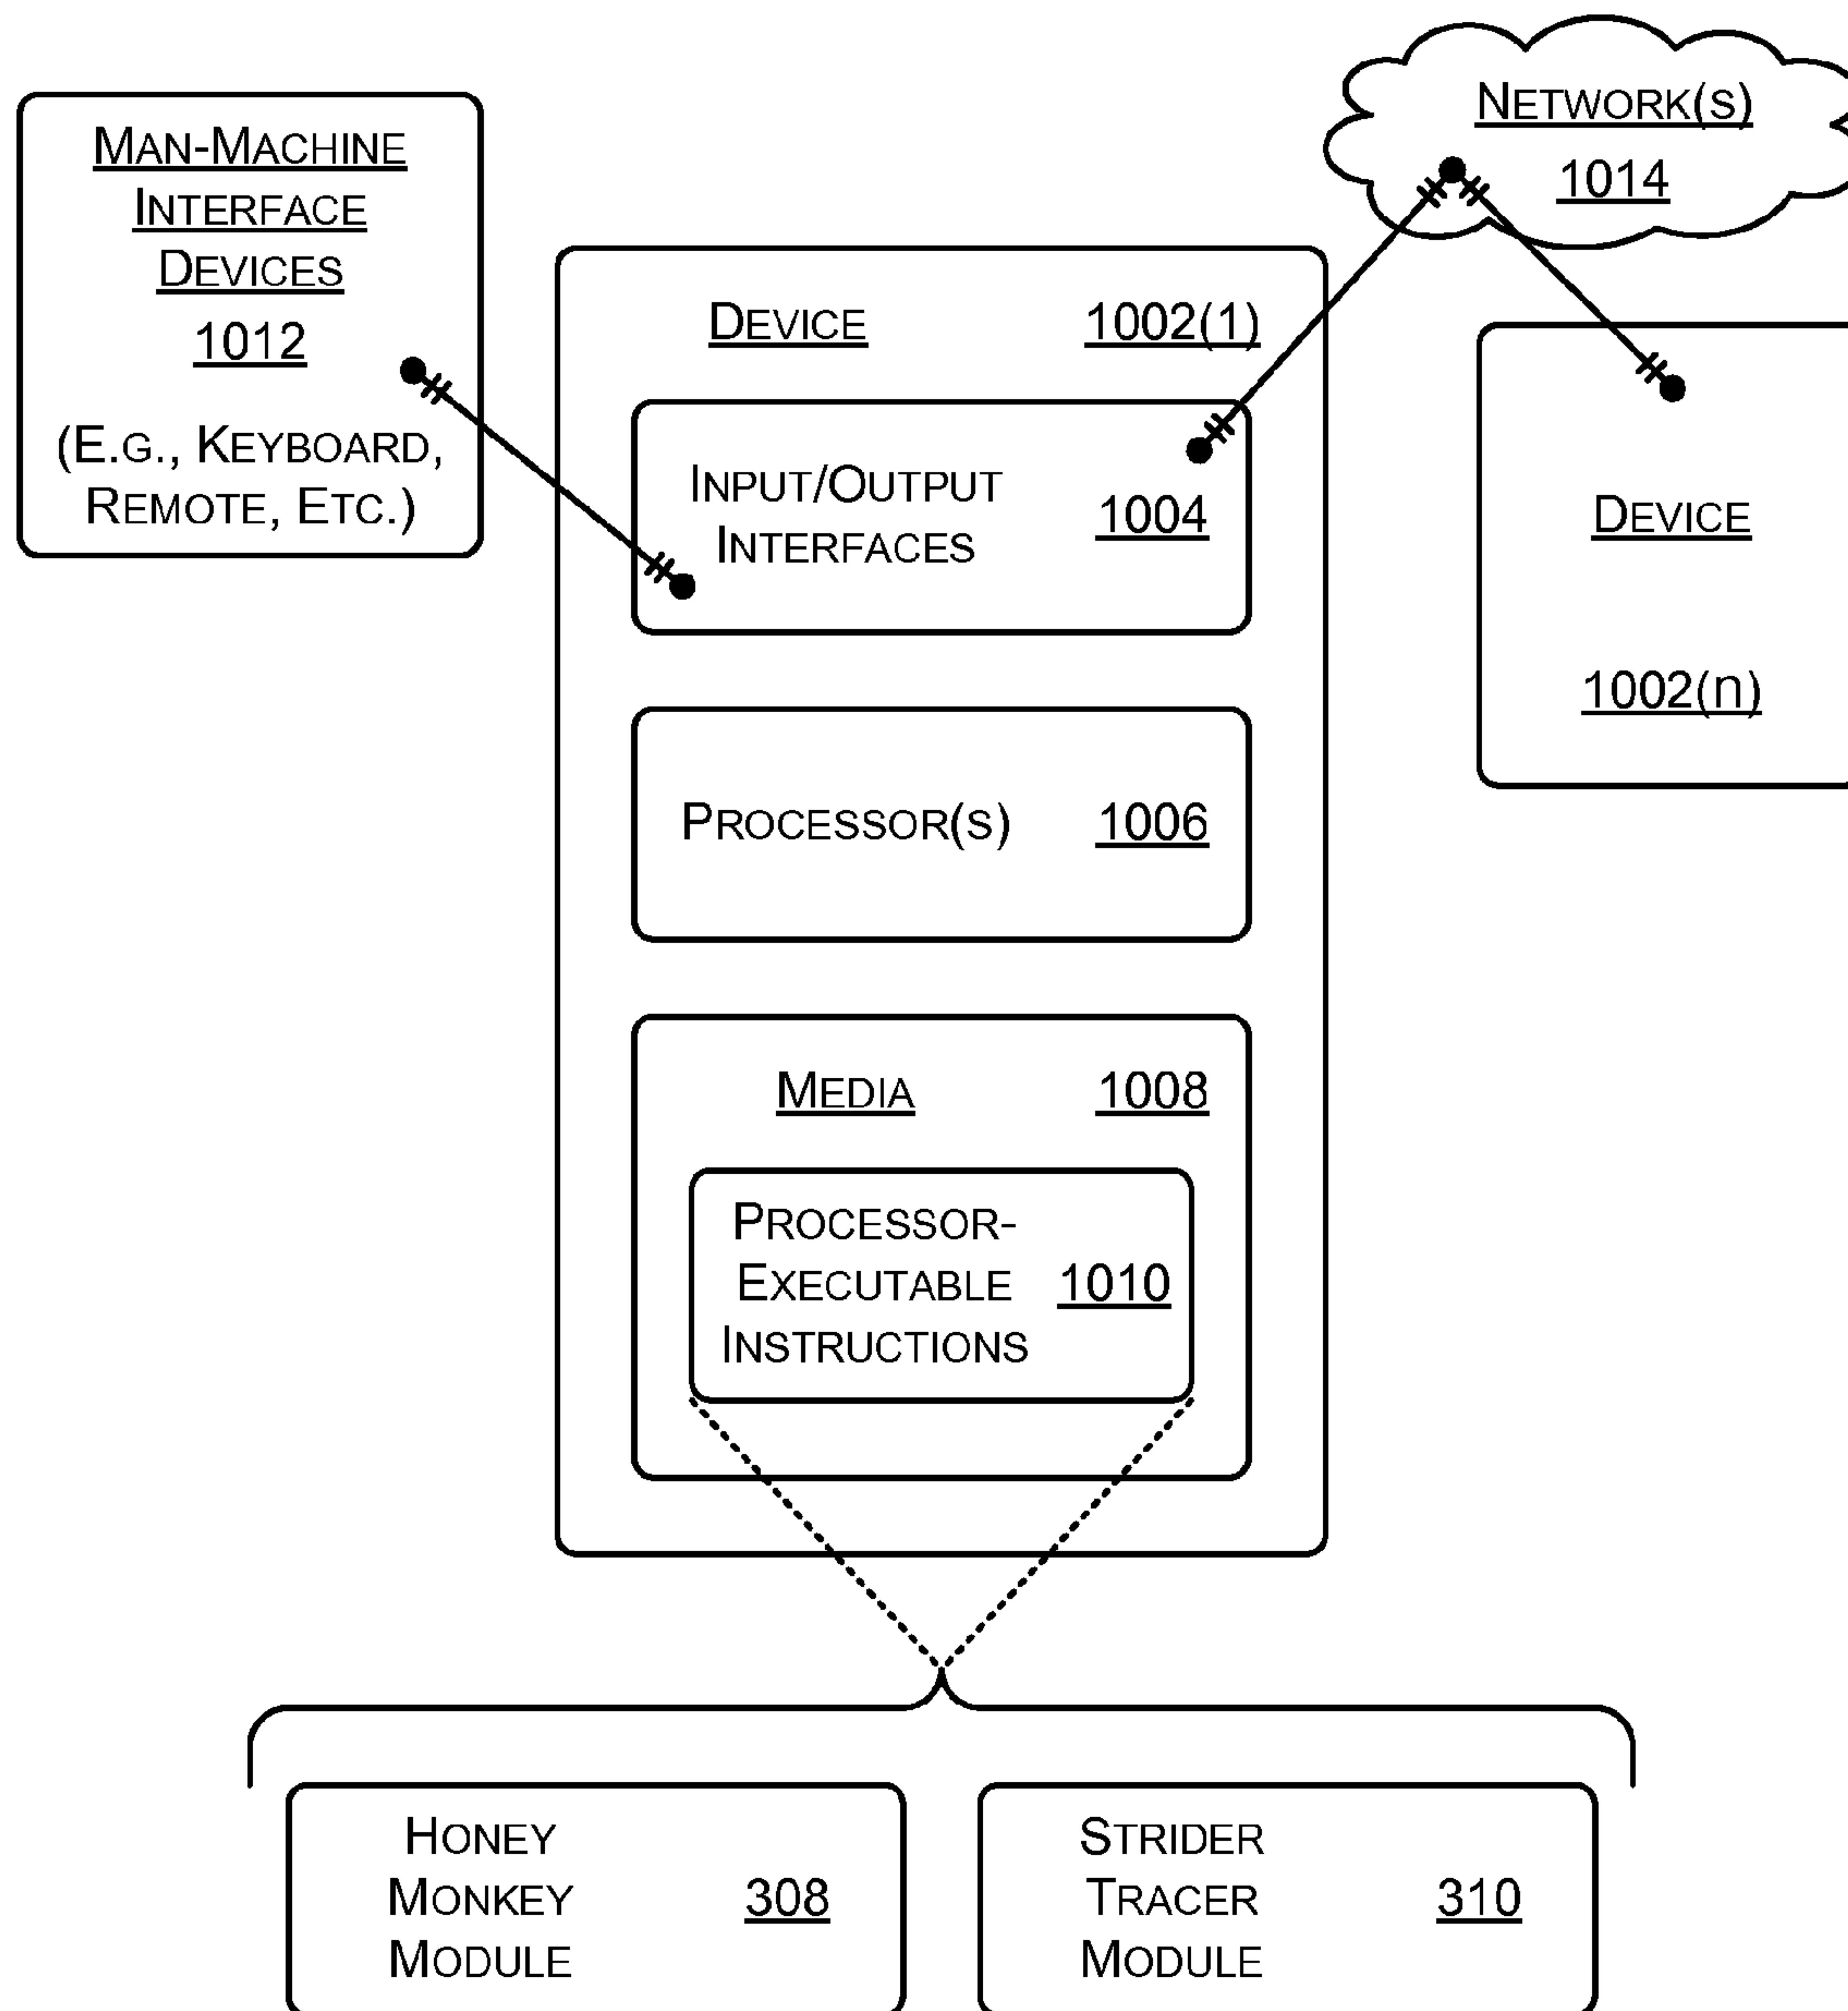 MAN-MACHINE
INTERFACE
DEVICES
1012
(E.G., KEYBOARD,
REMOTE, ETC.)
NETWORK(S)
1014
DEVICE 1002(1)
INPUT/OUTPUT
INTERFACES
1004
DEVICE
1002(n)
PROCESSOR(S) 1006
MEDIA 1008
PROCESSOR-
EXECUTABLE
INSTRUCTIONS
1010
HONEY
MONKEY
MODULE
308
STRIDER
TRACER
MODULE
310